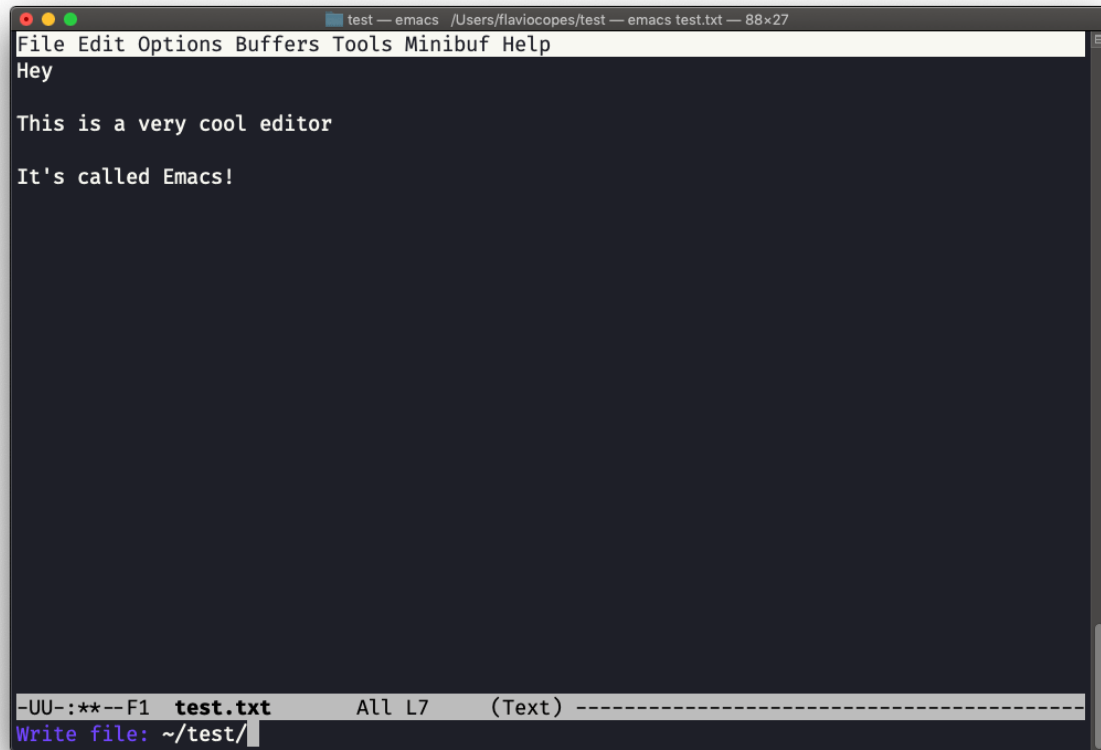 test — emacs /Users/flaviocopes/test — emacs test.txt — 88×27
File Edit Options Buffers Tools Minibuf Help
Hey
This is a very cool editor
It's called Emacs!
-UU-:**--F1  test.txt       All L7     (Text) ------------------------------------------
Write file: ~/test/